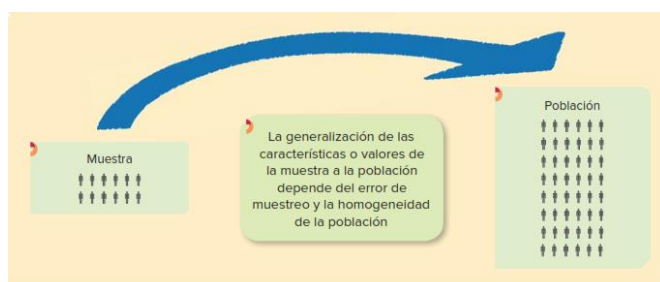 Muestra
La generalización de las
características o valores de
la muestra a la población
depende del error de
muestreo y la homogeneidad
de la población
Población